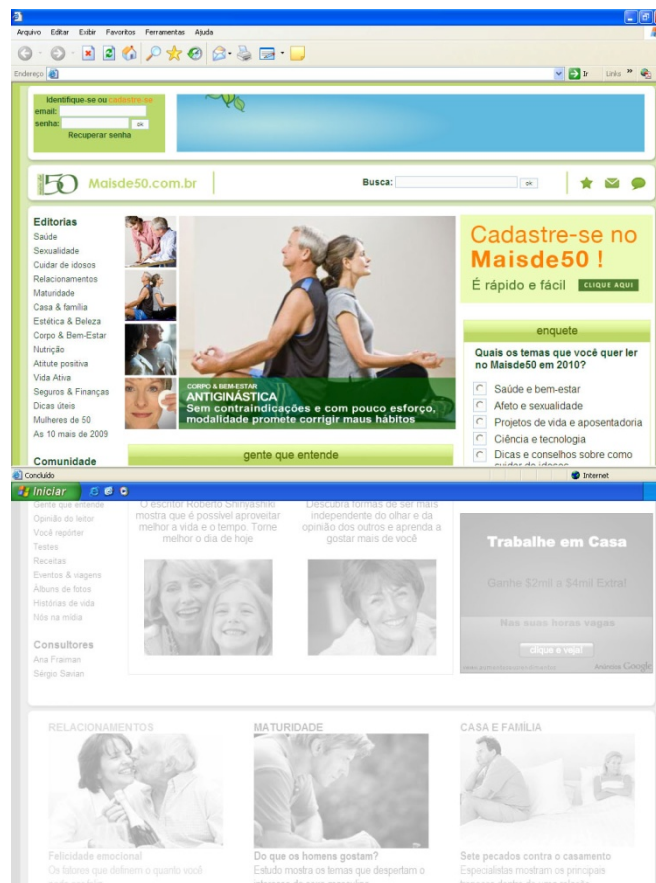 Arquivo Editar Exibir Favoritos Ferramentas Ajuda
Endereço
Ir
Links »
Identifique-se ou cadastre-se
email:
senha:
ok
Recuperar senha
50 Maisde50.com.br
Busca:
ok
Editorias
Saúde
Sexualidade
Cuidar de idosos
Relacionamentos
Maturidade
Casa & família
Estética & Beleza
Corpo & Bem-Estar
Nutrição
Atitute positiva
Vida Ativa
Seguros & Finanças
Dicas úteis
Mulheres de 50
As 10 mais de 2009
Comunidade
CORPO & BEM-ESTAR
ANTIGINÁSTICA
Sem contraindicações e com pouco esforço,
modalidade promete corrigir maus hábitos
gente que entende
Cadastre-se no
Maisde50 !
É rápido e fácil CLIQUE AQUI
enquete
Quais os temas que você quer ler
no Maisde50 em 2010?
Saúde e bem-estar
Afeto e sexualidade
Projetos de vida e aposentadoria
Ciência e tecnologia
Dicas e conselhos sobre como
cuidar de idosos
Concluído
Internet
Iniciar
Gente que entende
Opinião do leitor
Você repórter
Testes
Receitas
Eventos & viagens
Álbuns de fotos
Histórias de vida
Nós na mídia
Consultores
Ana Fraiman
Sérgio Savian
O escritor Roberto Shinyashiki
mostra que é possível aproveitar
melhor a vida e o tempo. Torne
melhor o dia de hoje
Descubra formas de ser mais
independente do olhar e da
opinião dos outros e aprenda a
gostar mais de você
Trabalhe em Casa
Ganhe $2mil a $4mil Extra!
Nas suas horas vagas
clique e veja!
Anúncios Google
RELACIONAMENTOS
MATURIDADE
CASA E FAMÍLIA
Felicidade emocional
Os fatores que definem o quanto você
Do que os homens gostam?
Estudo mostra os temas que despertam o
Sete pecados contra o casamento
Especialistas mostram os principais